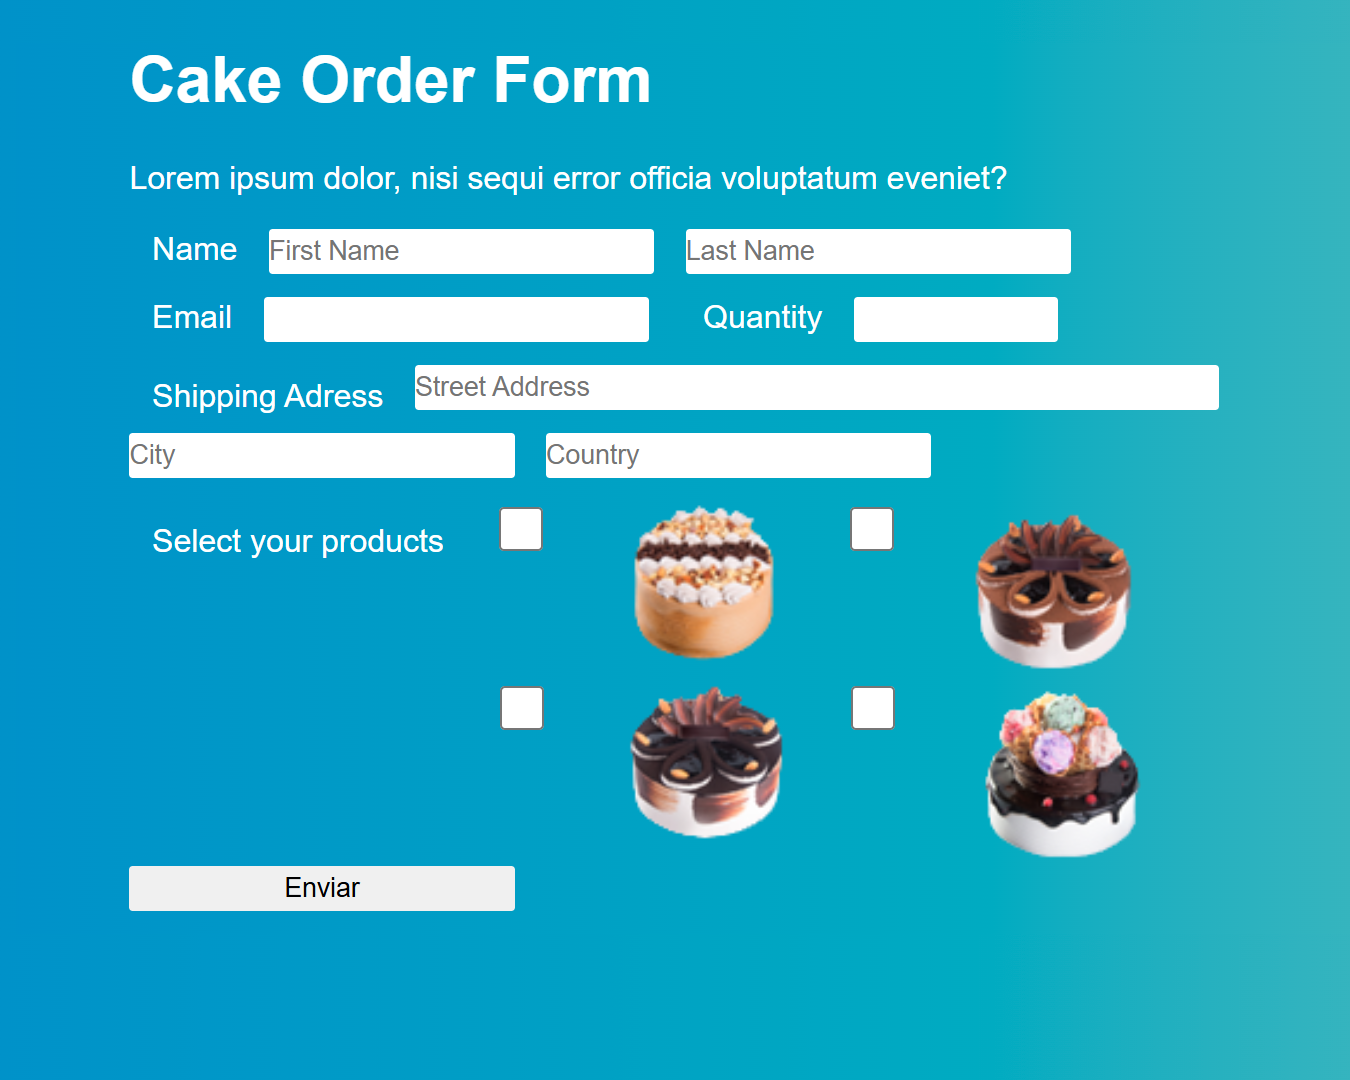 Cake Order Form
Lorem ipsum dolor, nisi sequi error officia voluptatum eveniet?
Name First Name Last Name
Email Quantity
Shipping Adress Street Address
City Country
Select your products
Enviar